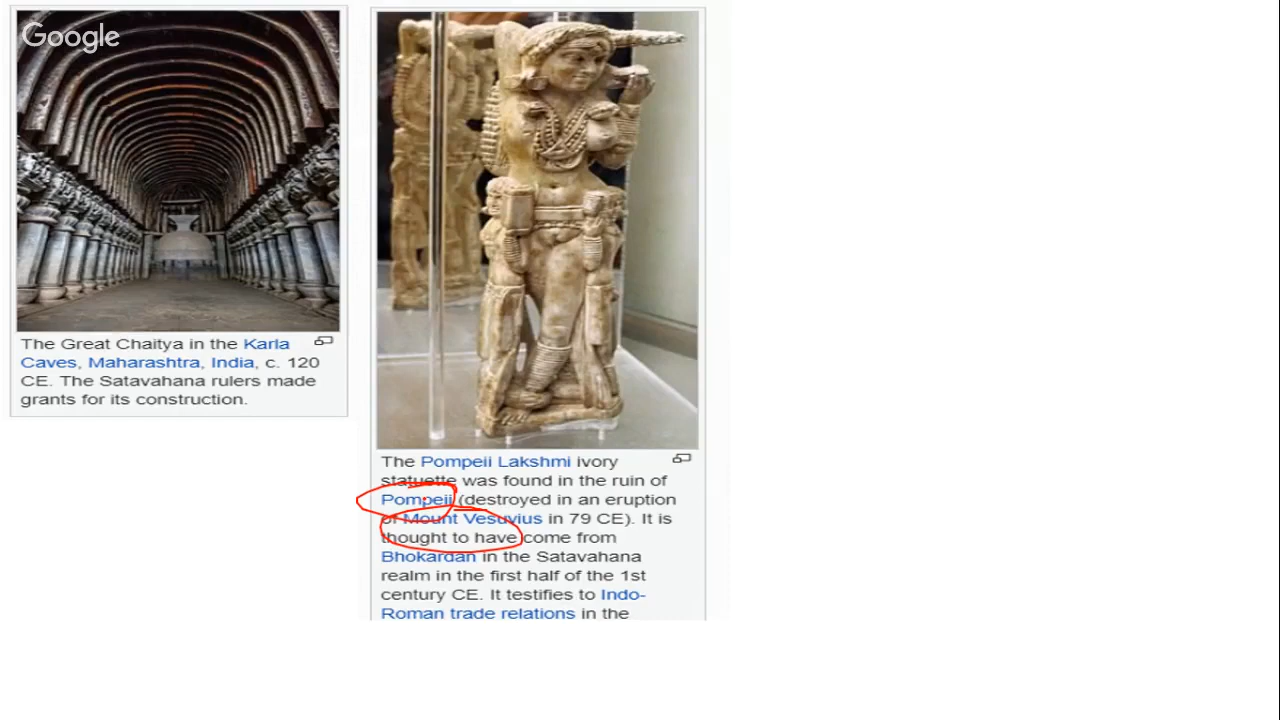 Google
The Great Chaitya in the Karla
Caves, Maharashtra, India, c. 120
CE. The Satavahana rulers made
grants for its construction.
The Pompeii Lakshmi ivory
statuette was found in the ruin of
Pompeii (destroyed in an eruption
of Mount Vesuvius in 79 CE). It is
thought to have come from
Bhokardan in the Satavahana
realm in the first half of the 1st
century CE. It testifies to Indo-
Roman trade relations in the